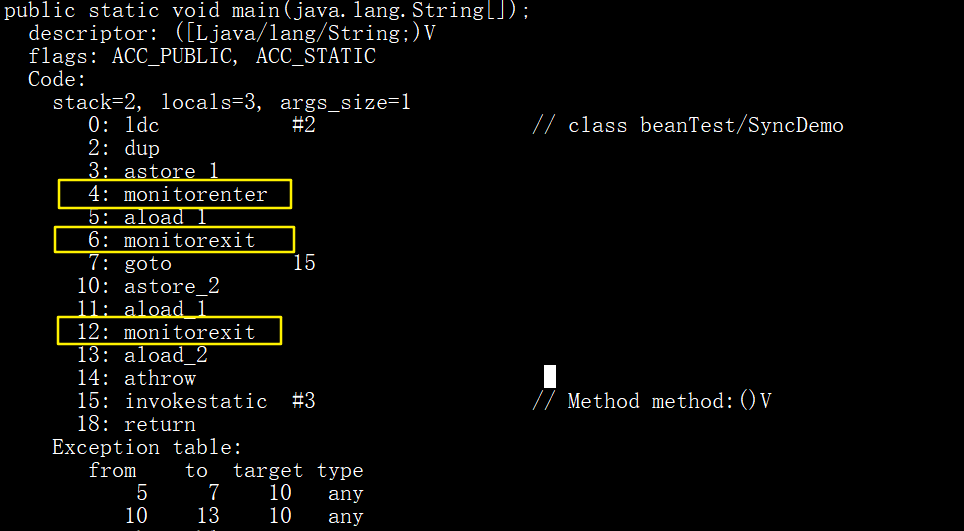 public static void main(java.lang.String[]);
descriptor: ([Ljava/lang/String;)V
flags: ACC_PUBLIC, ACC_STATIC
Code:
stack=2, locals=3, args_size=1
0: ldc #2 // class beanTest/SyncDemo
2: dup
3: astore_1
4: monitorenter
5: aload_1
6: monitorexit
7: goto 15
10: astore_2
11: aload_1
12: monitorexit
13: aload_2
14: athrow
15: invokestatic #3 // Method method:()V
18: return
Exception table:
from to target type
5 7 10 any
10 13 10 any